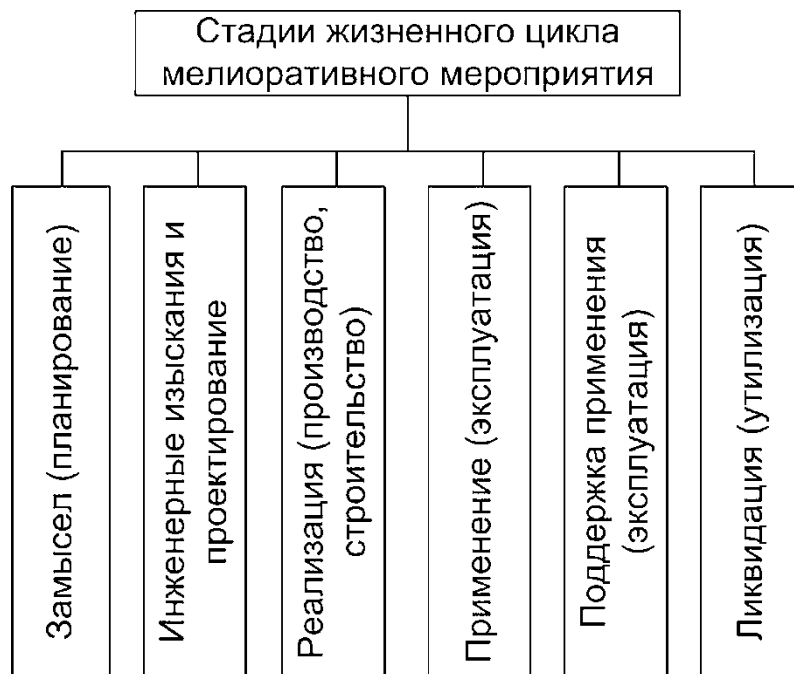 Стадии жизненного цикла
мелиоративного мероприятия
Замысел (планирование)
Инженерные изыскания и
проектирование
Реализация (производство,
строительство)
Применение (эксплуатация)
Поддержка применения
(эксплуатация)
Ликвидация (утилизация)